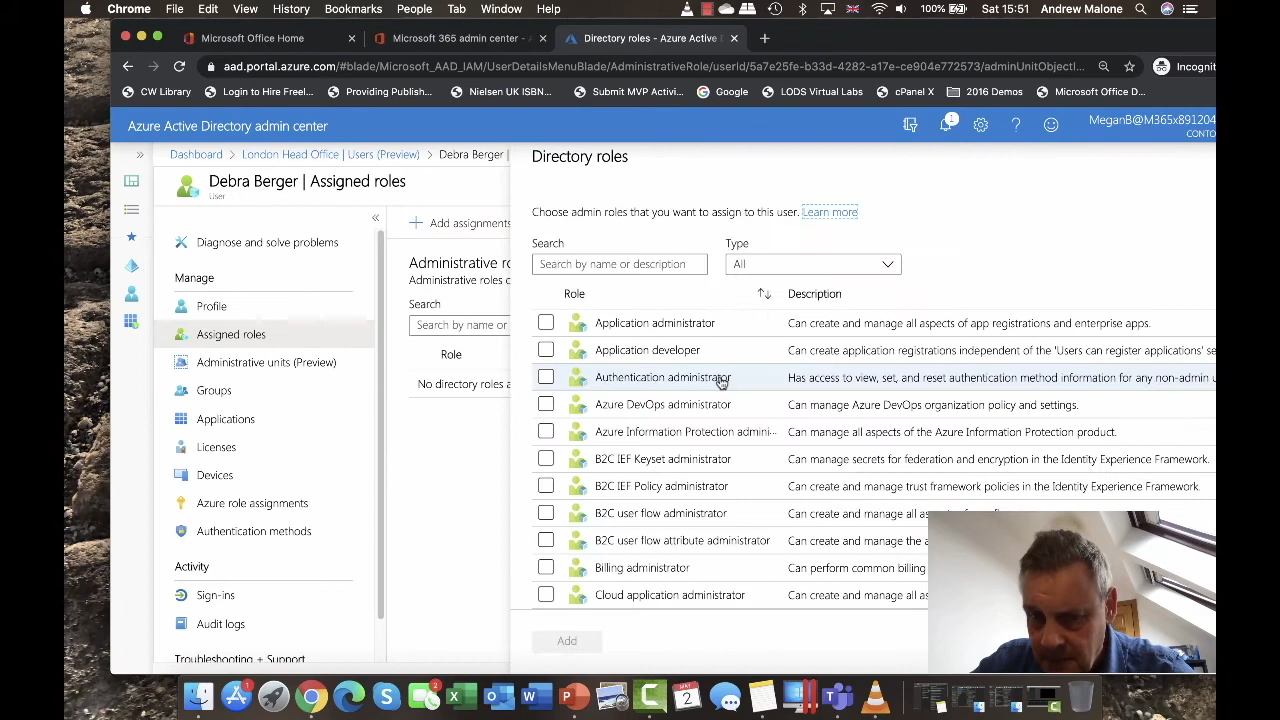 Chrome File Edit View History Bookmarks People Tab Window Help 100% Sat 15:51 Andrew Malone
Microsoft Office Home
Microsoft 365 admin center -
Directory roles - Azure Active
aad.portal.azure.com/#blade/Microsoft_AAD_IAM/UserDetailsMenuBlade/AdministrativeRole/userId/5a7e25fe-b33d-4282-a17e-ce904e772573/adminUnitObjectI... Incognit
CW Library Login to Hire Freel... Providing Publish... Nielsen UK ISBN... Submit MVP Activi... Google LODS Virtual Labs cPanel X 2016 Demos Microsoft Office D...
Azure Active Directory admin center
1
MeganB@M365x891204
CONTO
Dashboard > London Head Office | Users (Preview) > Debra Berger |
Debra Berger | Assigned roles
User
Diagnose and solve problems
Manage
Profile
Assigned roles
Administrative units (Preview)
Groups
Applications
Licenses
Devices
Azure role assignments
Authentication methods
Activity
Sign-ins
Audit logs
Troubleshooting + Support
Add assignments
Administrative ro
Administrative roles
Search
Search by name or
Role
No directory roles a
Directory roles
Choose admin roles that you want to assign to this user. Learn more
Search
Type
Search by name or description
All
Role Description
Application administrator Can create and manage all aspects of app registrations and enterprise apps.
Application developer Can create application registrations independent of the 'Users can register applications' se
Authentication administrator Has access to view, set, and reset authentication method information for any non-admin u
Azure DevOps administrator Can manage Azure DevOps organization policy and settings.
Azure Information Protection admini... Can manage all aspects of the Azure Information Protection product.
B2C IEF Keyset administrator Can manage secrets for federation and encryption in the Identity Experience Framework.
B2C IEF Policy administrator Can create and manage trust framework policies in the Identity Experience Framework.
B2C user flow administrator Can create and
B2C user flow attribute administrator Can create and manage the a
Billing administrator Can perform common billing
Cloud application administrator Can create and manage all as
Add
1
2
2